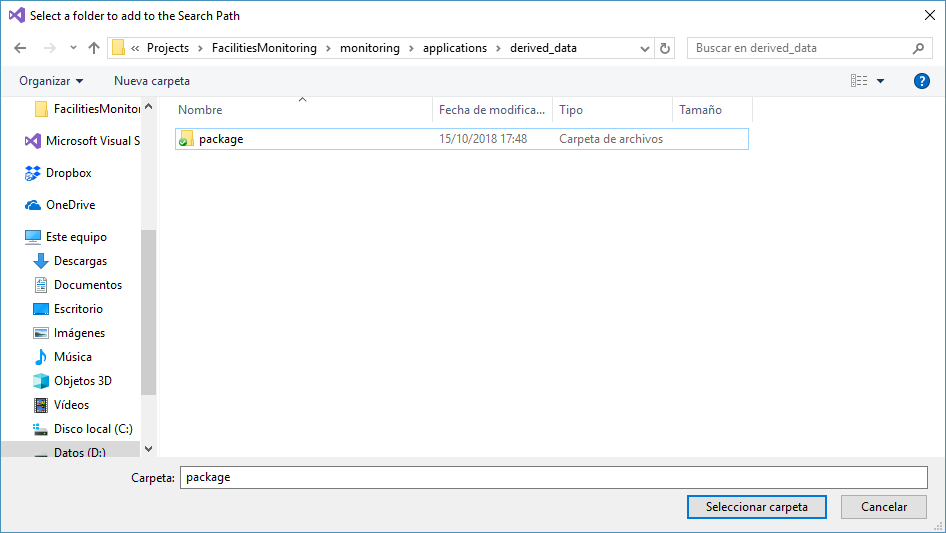 Select a folder to add to the Search Path
« Projects > FacilitiesMonitoring > monitoring > applications > derived_data
Buscar en derived_data
Organizar
Nueva carpeta
?
Nombre
Fecha de modifica...
Tipo
Tamaño
package
15/10/2018 17:48
Carpeta de archivos
FacilitiesMonitor
Microsoft Visual S
Dropbox
OneDrive
Este equipo
Descargas
Documentos
Escritorio
Imágenes
Música
Objetos 3D
Vídeos
Disco local (C:)
Datos (D:)
Carpeta: package
Seleccionar carpeta
Cancelar